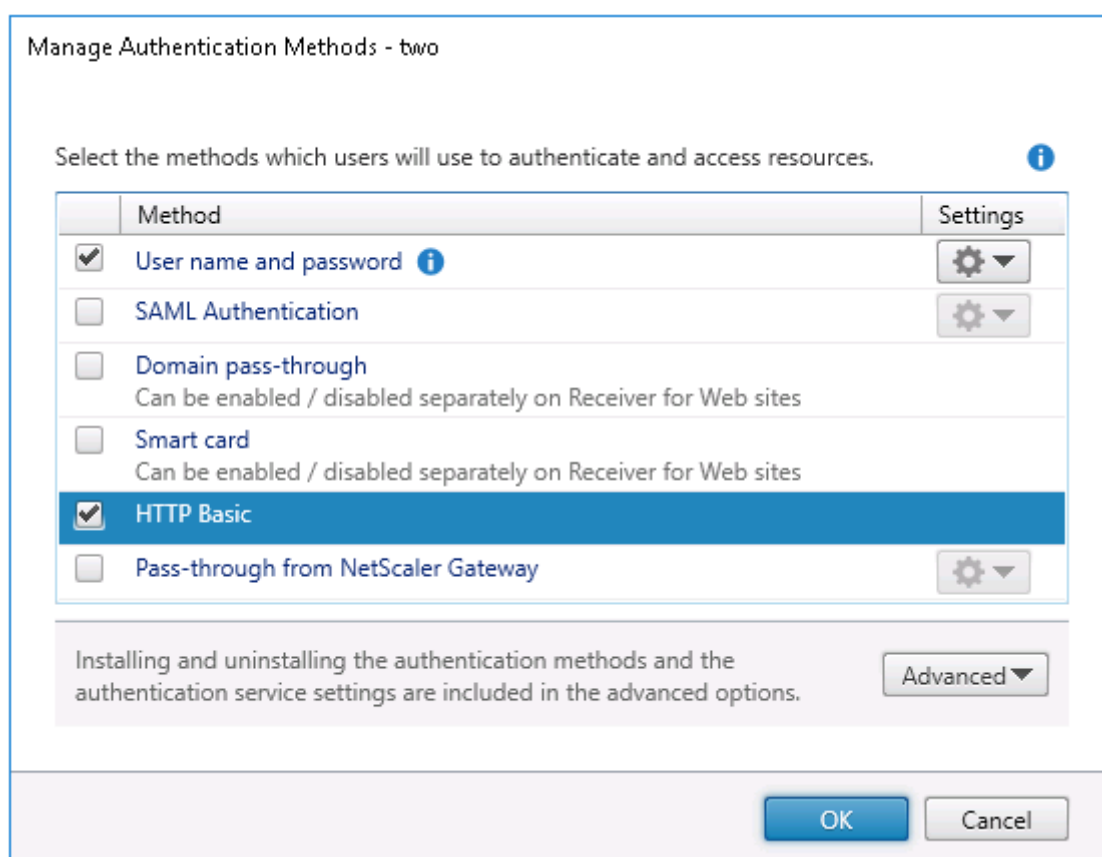 Manage Authentication Methods - two
Select the methods which users will use to authenticate and access resources.
Method Settings
User name and password
SAML Authentication
Domain pass-through
Can be enabled / disabled separately on Receiver for Web sites
Smart card
Can be enabled / disabled separately on Receiver for Web sites
HTTP Basic
Pass-through from NetScaler Gateway
Installing and uninstalling the authentication methods and the
authentication service settings are included in the advanced options.
Advanced
OK Cancel